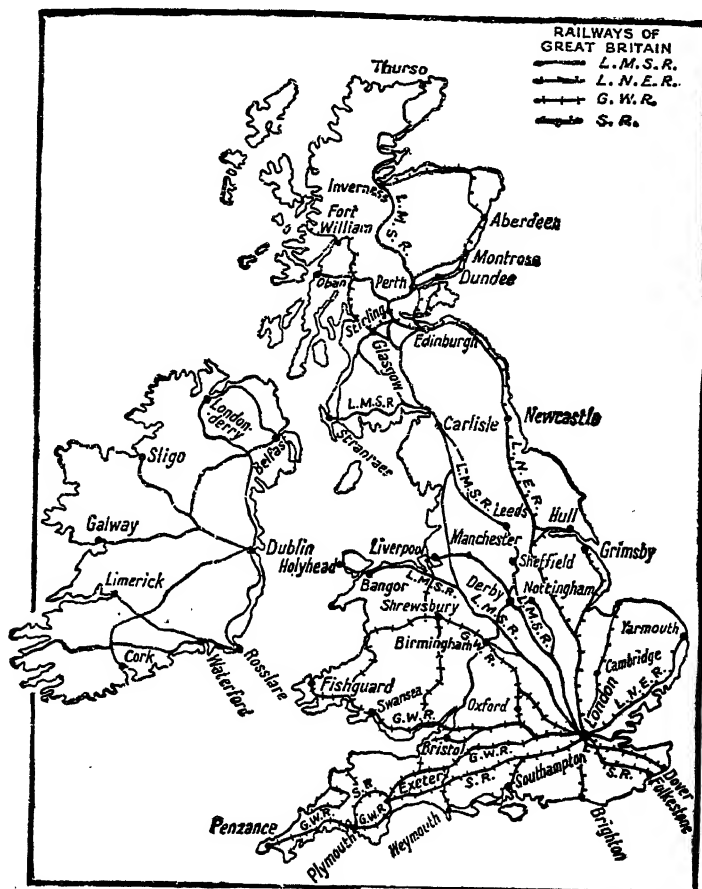 RAILWAYS OF
GREAT BRITAIN
L.M.S.R.
L.N.E.R.
G.W.R.
S.R.
Thurso
Inverness
L.M.S.R.
Fort
William
Aberdeen
Montrose
Dundee
Perth
Oban
Stirling
Edinburgh
Glasgow
L.M.S.R.
Stranraer
Carlisle
Newcastle
London-
derry
Belfast
Sligo
L.M.S.R.
L.N.E.R.
Leeds
Hull
Galway
Dublin
Holyhead
Liverpool
Manchester
Sheffield
Grimsby
Limerick
Bangor
L.M.S.R.
Derby
Nottingham
L.M.S.R.
L.M.S.R.
Shrewsbury
Birmingham
G.W.R.
Yarmouth
Cambridge
Cork
Waterford
Rosslare
Fishguard
Swansea
G.W.R.
Oxford
London
L.N.E.R.
Bristol
G.W.R.
S.R.
Exeter
S.R.
Southampton
S.R.
Dover
Folkestone
Penzance
G.W.R.
G.W.R.
Plymouth
Weymouth
Brighton